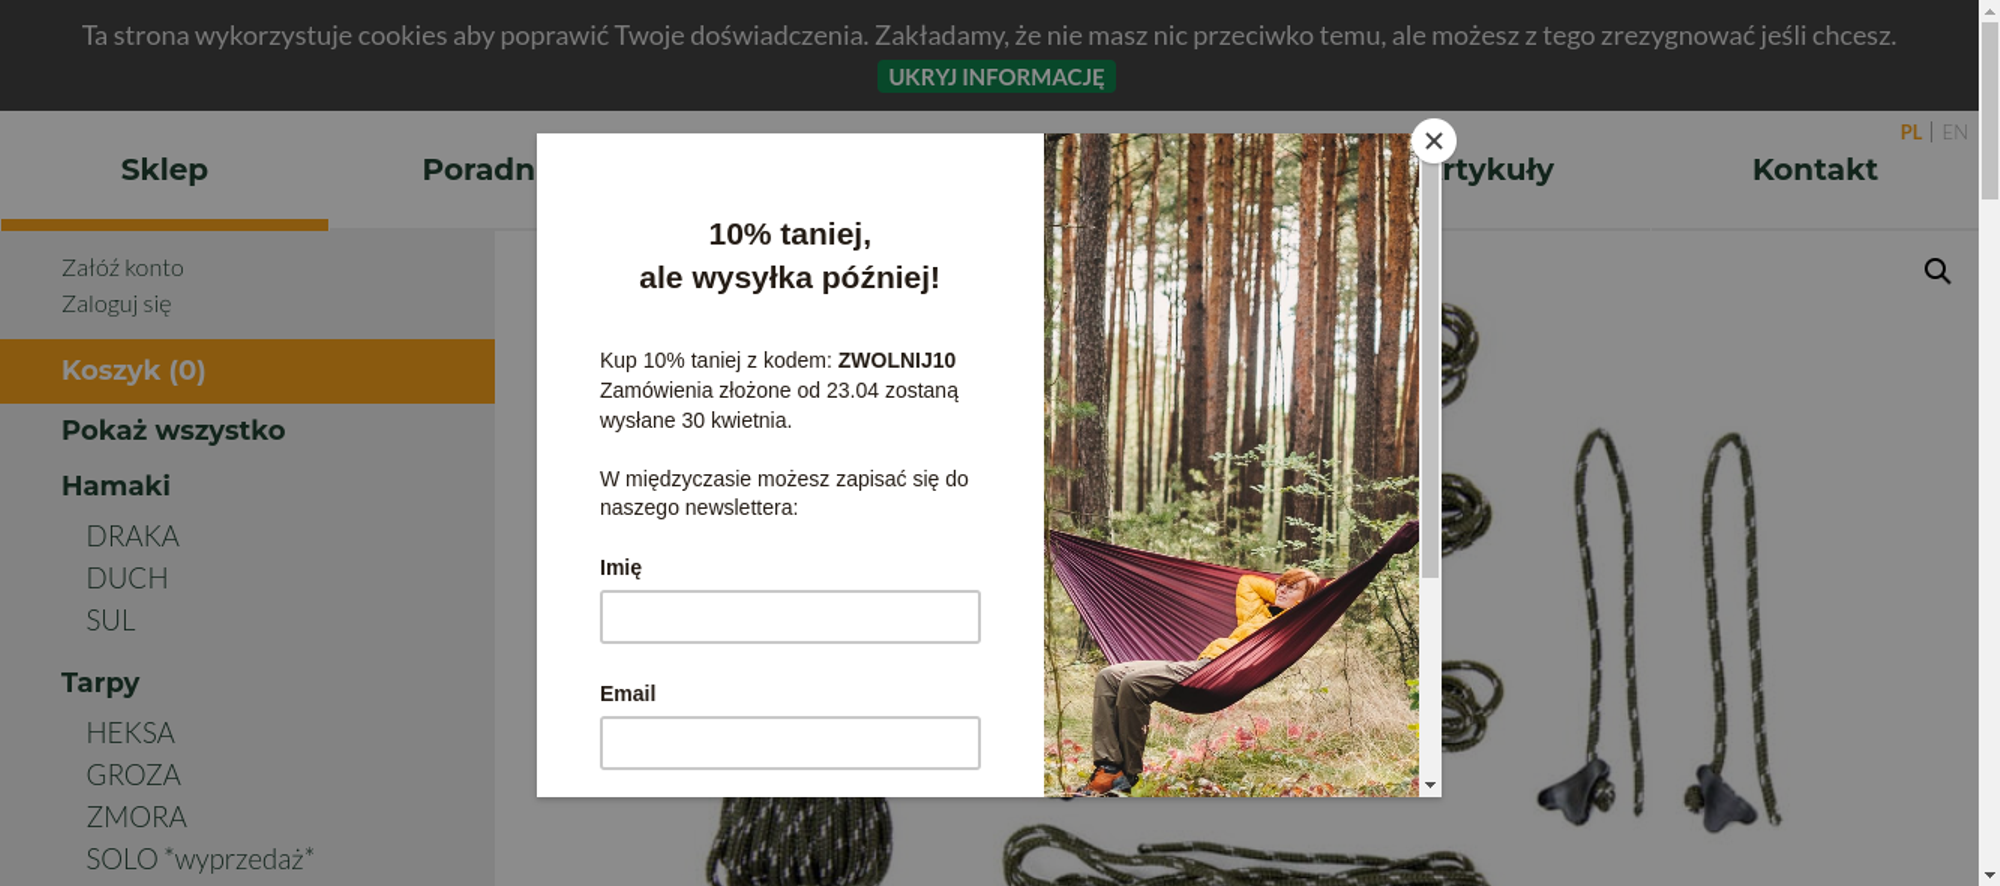 Ta strona wykorzystuje cookies aby poprawić Twoje doświadczenia. Zakładamy, że nie masz nic przeciwko temu, ale możesz z tego zrezygnować jeśli chcesz.
UKRYJ INFORMACJĘ
PL | EN
Sklep
Poradn
rtykuły
Kontakt
Załóż konto
Zaloguj się
Koszyk (0)
Pokaż wszystko
Hamaki
DRAKA
DUCH
SUL
Tarpy
HEKSA
GROZA
ZMORA
SOLO *wyprzedaż*
10% taniej,
ale wysyłka później!
Kup 10% taniej z kodem: ZWOLNIJ10
Zamówienia złożone od 23.04 zostaną
wysłane 30 kwietnia.
W międzyczasie możesz zapisać się do
naszego newslettera:
Imię
Email